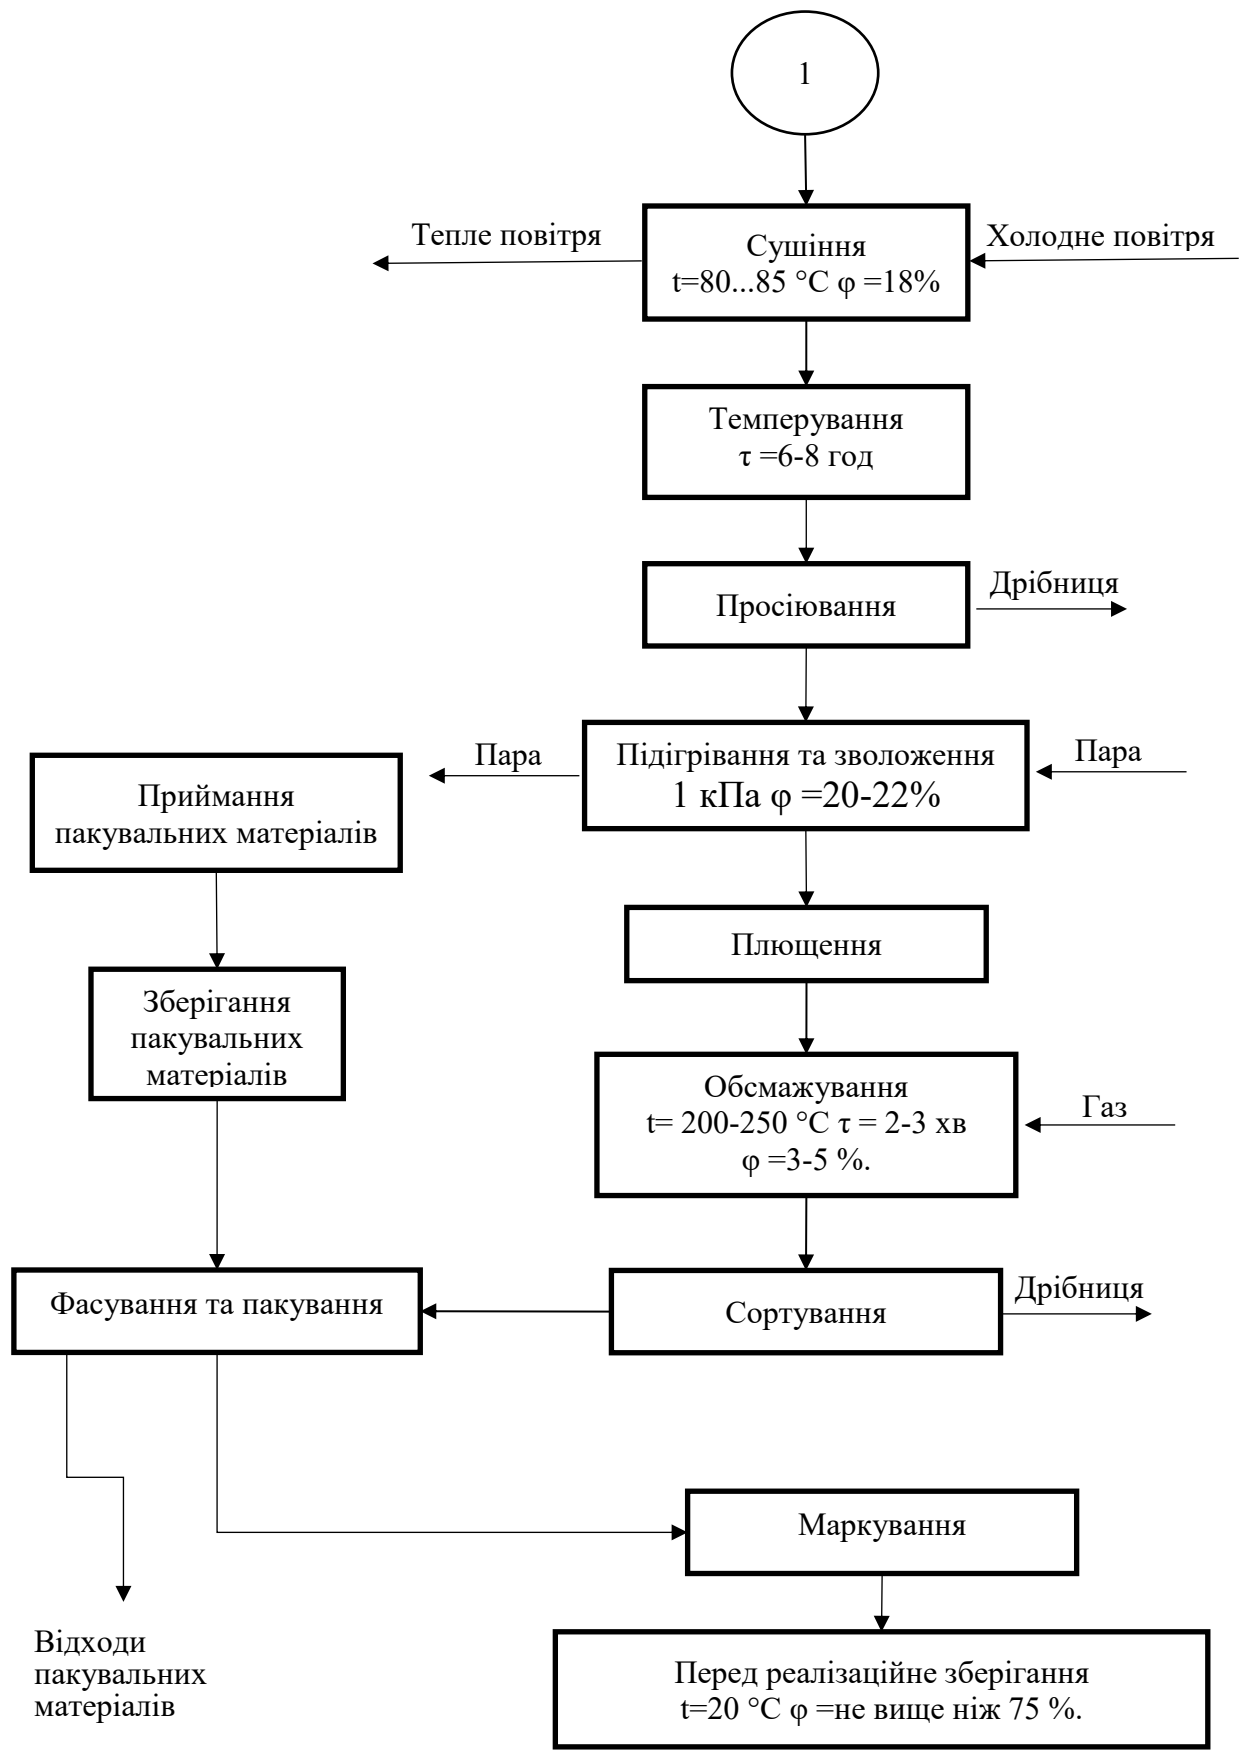 1
Тепле повітря
Сушіння
t=80...85 °C φ =18%
Холодне повітря
Темперування
τ =6-8 год
Просіювання
Дрібниця
Пара
Підігрівання та зволоження
1 кПа φ =20-22%
Пара
Приймання
пакувальних матеріалів
Плющення
Зберігання
пакувальних
матеріалів
Обсмажування
t= 200-250 °C τ = 2-3 хв
φ =3-5 %.
Газ
Фасування та пакування
Сортування
Дрібниця
Маркування
Відходи
пакувальних
матеріалів
Перед реалізаційне зберігання
t=20 °C φ =не вище ніж 75 %.